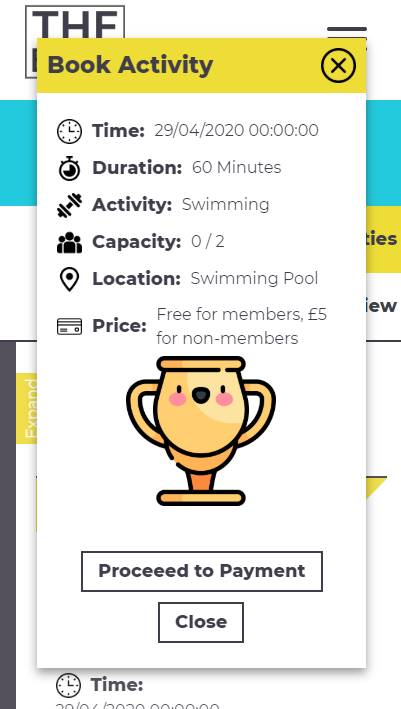 THE
Book Activity
Time: 29/04/2020 00:00:00
Duration: 60 Minutes
Activity: Swimming
Capacity: 0 / 2
ties
Location: Swimming Pool
iew
Price: Free for members, £5
for non-members
Expand
Proceeed to Payment
Close
Time:
29/04/2020 00:00:00